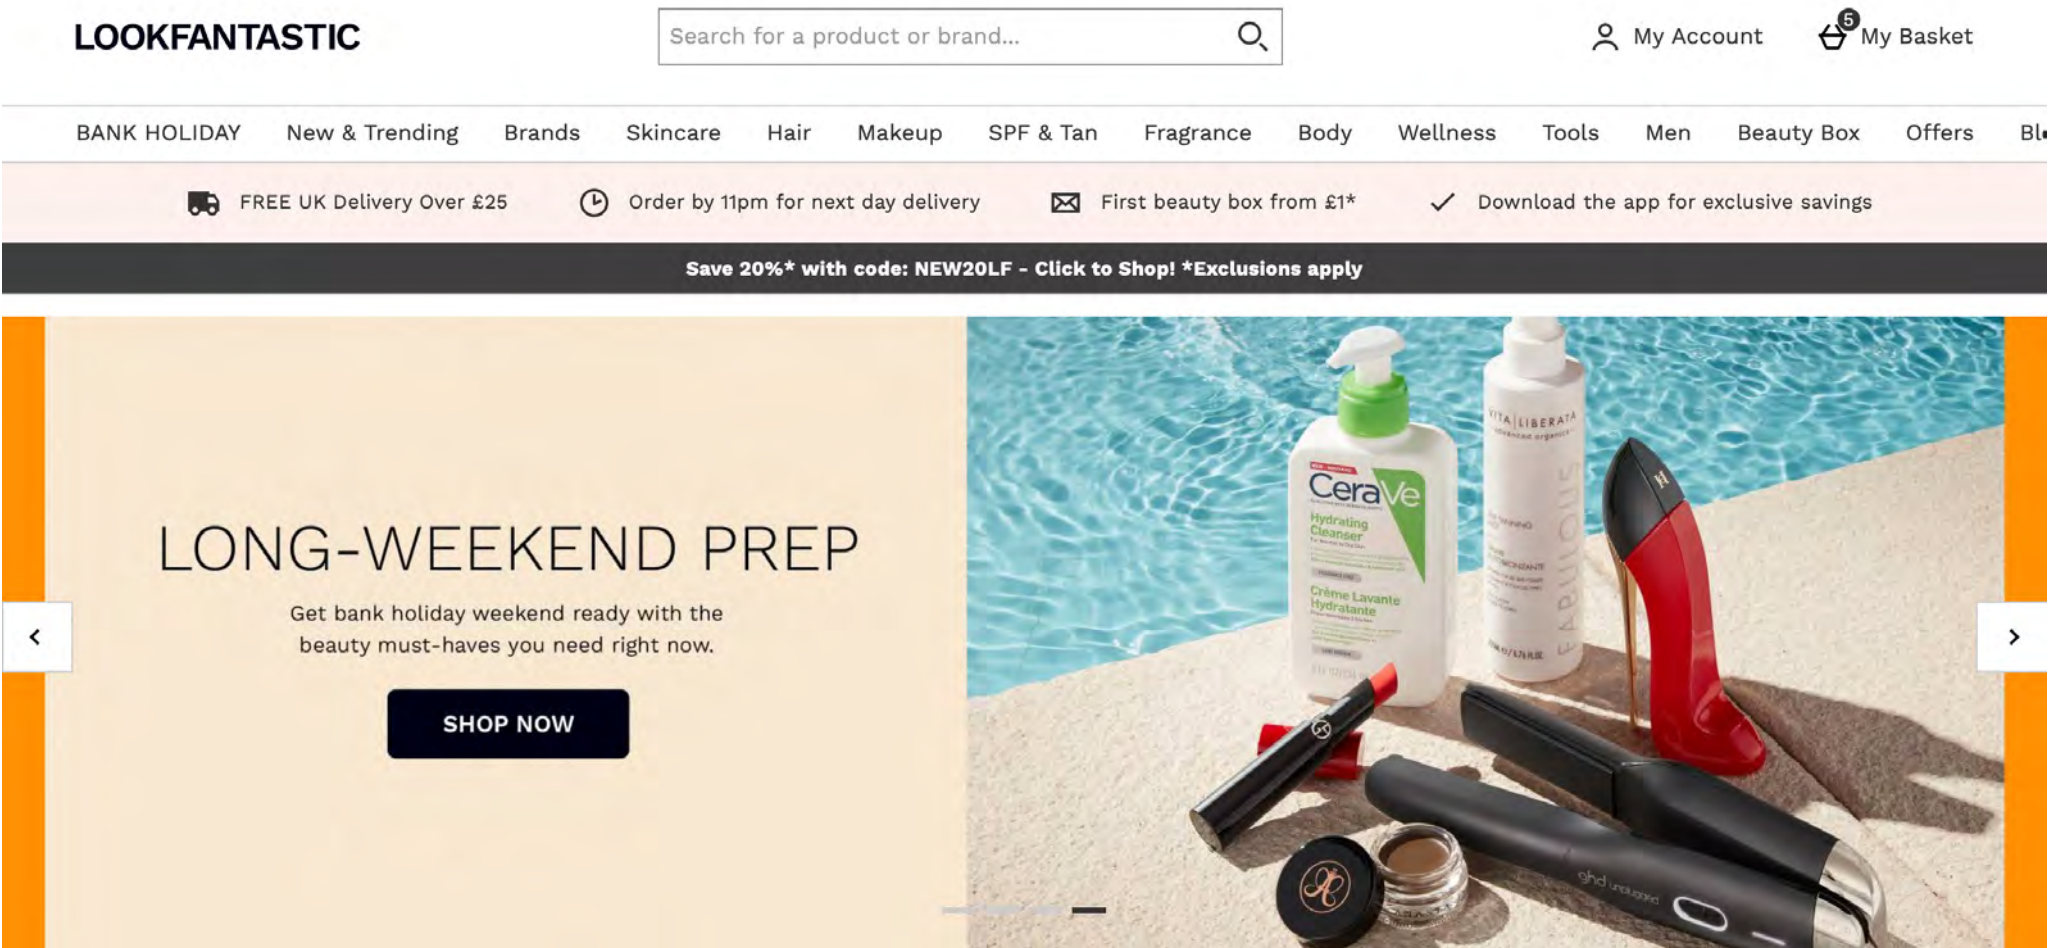 LOOKFANTASTIC
Search for a product or brand...
My Account
5
My Basket
BANK HOLIDAY
New & Trending
Brands
Skincare
Hair
Makeup
SPF & Tan
Fragrance
Body
Wellness
Tools
Men
Beauty Box
Offers
FREE UK Delivery Over £25
Order by 11pm for next day delivery
First beauty box from £1*
Download the app for exclusive savings
Save 20%* with code: NEW20LF - Click to Shop! *Exclusions apply
LONG-WEEKEND PREP
Get bank holiday weekend ready with the
beauty must-haves you need right now.
SHOP NOW
CeraVe
Hydrating
Cleanser
Crème Lavante
Hydratante
VITA LIBERATA
advanced organics
FABULOUS
ghd unplugged